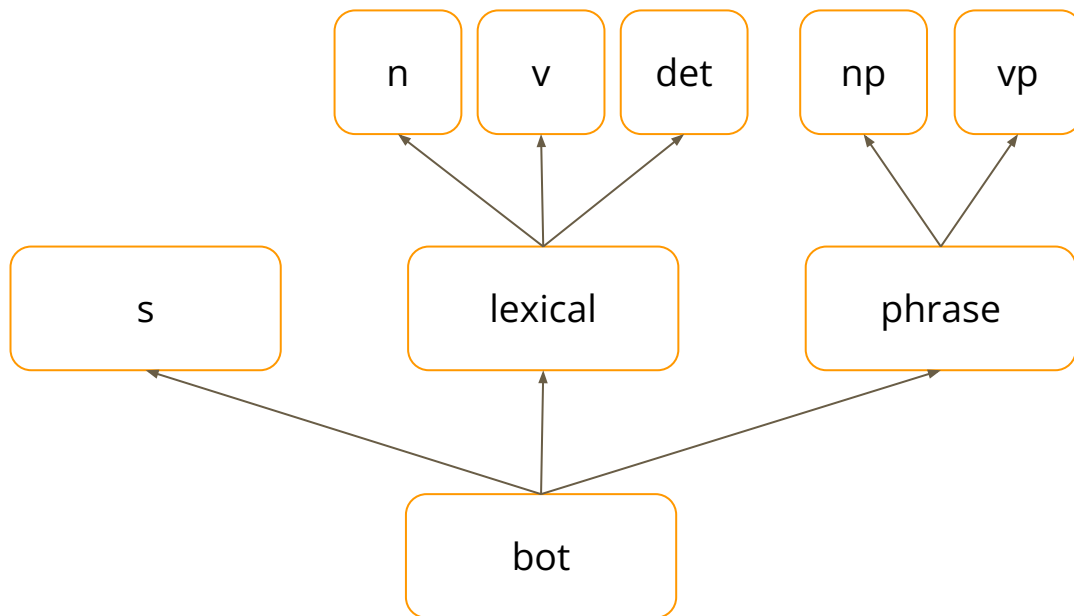 n
v
det
np
vp
s
lexical
phrase
bot